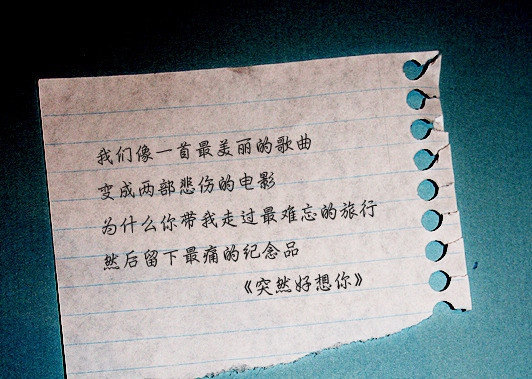 我们像一首最美丽的歌曲
变成两部悲伤的电影
为什么你带我走过最难忘的旅行
然后留下最痛的纪念品
《突然好想你》